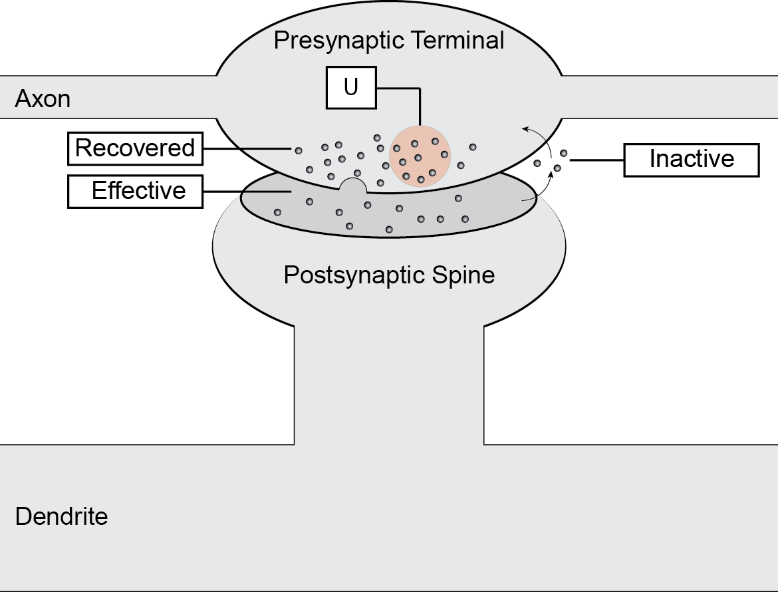 Presynaptic Terminal
U
Axon
Recovered
Inactive
Effective
Postsynaptic Spine
Dendrite